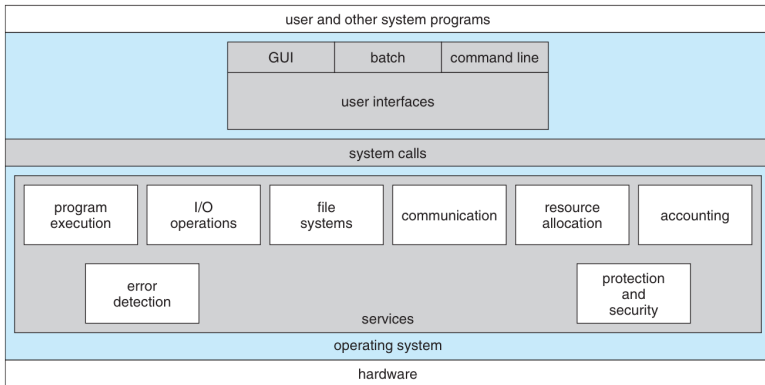 user and other system programs
GUI
batch
command line
user interfaces
system calls
program
execution
I/O
operations
file
systems
communication
resource
allocation
accounting
error
detection
protection
and
security
services
operating system
hardware